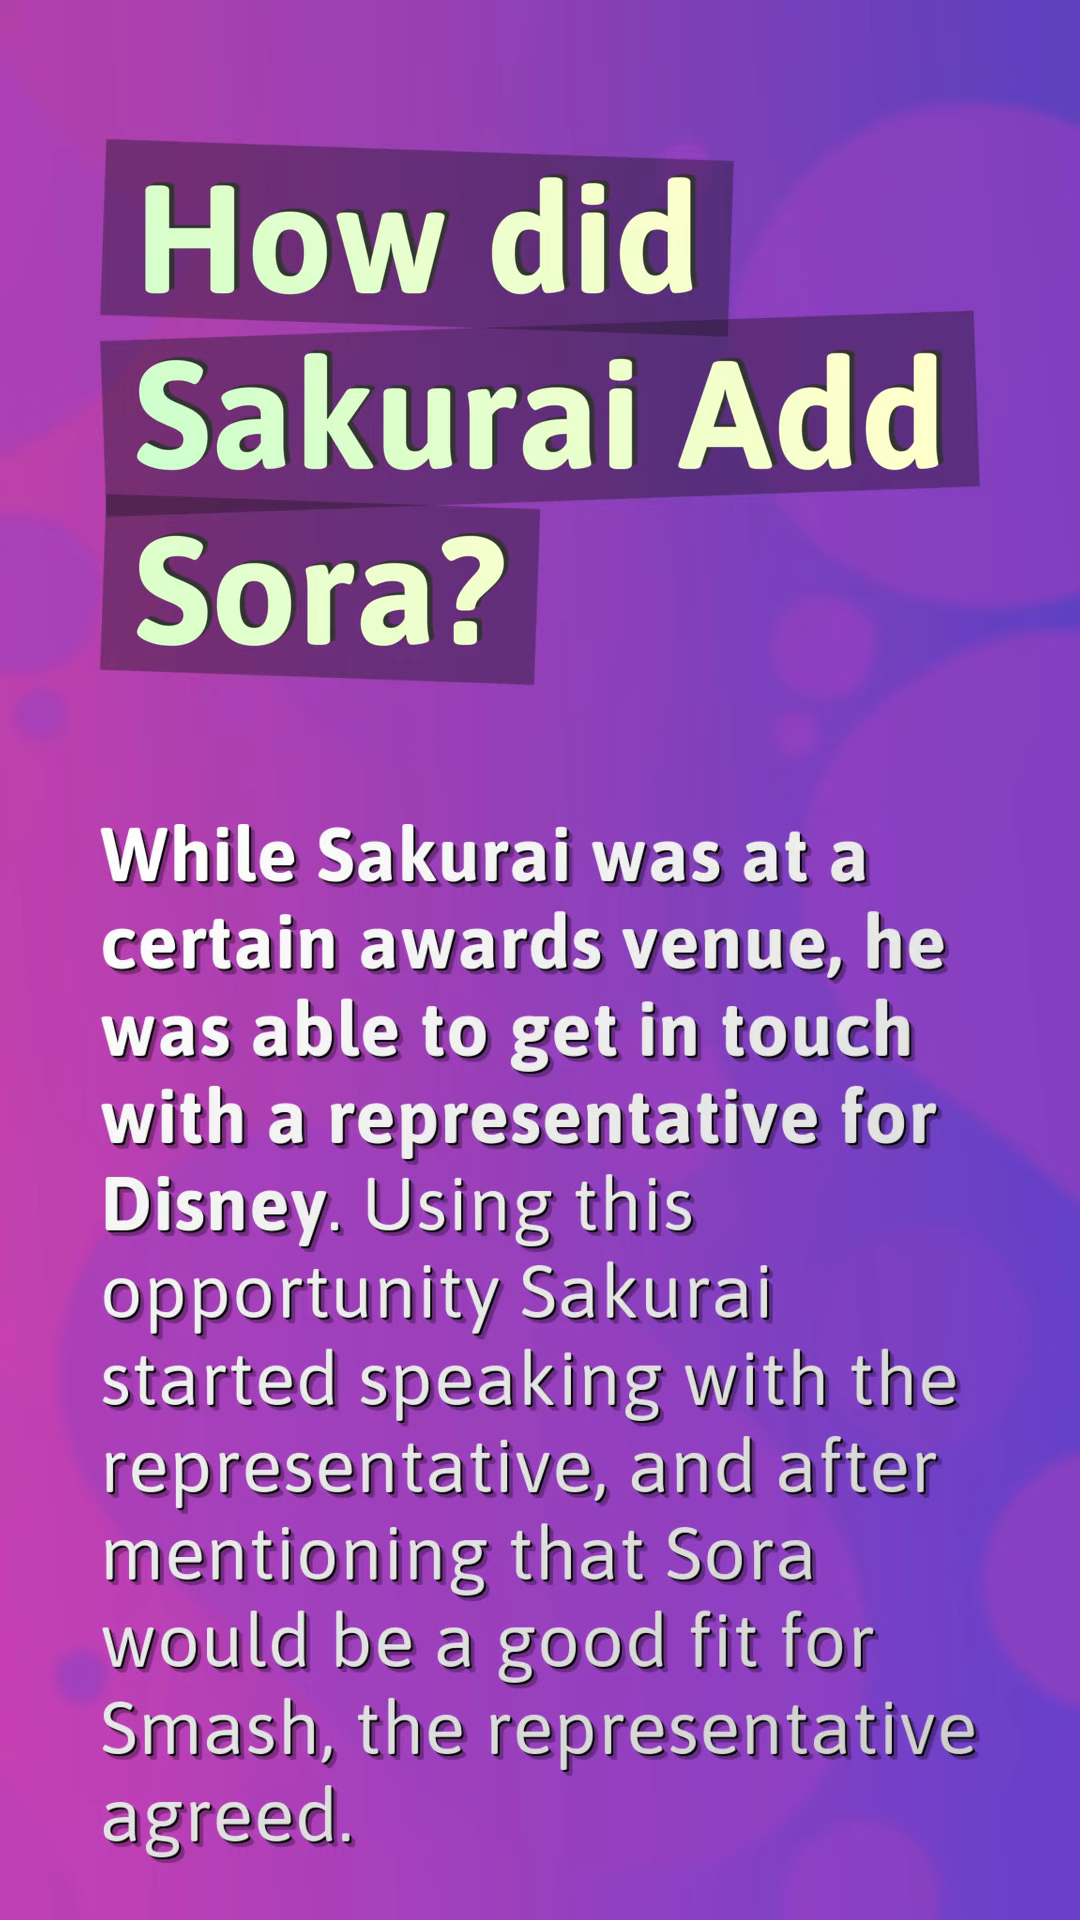 How did
Sakurai Add
Sora?
While Sakurai was at a
certain awards venue, he
was able to get in touch
with a representative for
Disney. Using this
opportunity Sakurai
started speaking with the
representative, and after
mentioning that Sora
would be a good fit for
Smash, the representative
agreed.